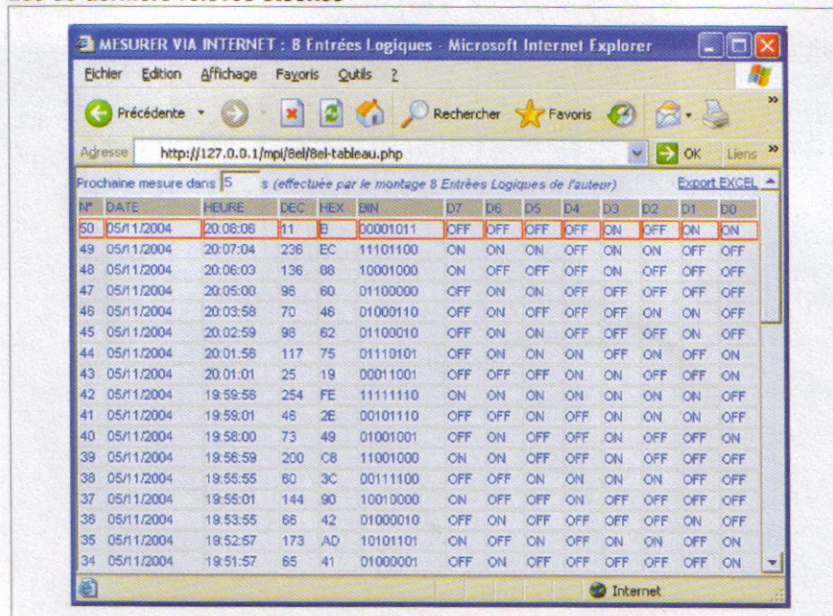 MESURER VIA INTERNET : 8 Entrées Logiques - Microsoft Internet Explorer
Fichier Edition Affichage Favoris Outils ?
Précédente Rechercher Favoris »
Adresse http://127.0.0.1/mpi/8el/8el-tableau.php OK Liens »
Prochaine mesure dans 5 s (effectuée par le montage 8 Entrées Logiques de l'auteur) Export EXCEL
N° DATE HEURE DEC HEX BIN D7 D6 D5 D4 D3 D2 D1 D0
50 05/11/2004 20:08:06 11 B 00001011 OFF OFF OFF OFF ON OFF ON ON
49 05/11/2004 20:07:04 236 EC 11101100 ON ON ON OFF ON ON OFF OFF
48 05/11/2004 20:06:03 136 88 10001000 ON OFF OFF OFF ON OFF OFF OFF
47 05/11/2004 20:05:00 96 60 01100000 OFF ON ON OFF OFF OFF OFF OFF
46 05/11/2004 20:03:58 70 46 01000110 OFF ON OFF OFF OFF ON ON OFF
45 05/11/2004 20:02:59 98 62 01100010 OFF ON ON OFF OFF OFF ON OFF
44 05/11/2004 20:01:56 117 75 01110101 OFF ON ON ON OFF ON OFF ON
43 05/11/2004 20:01:01 25 19 00011001 OFF OFF OFF ON ON OFF OFF ON
42 05/11/2004 19:59:56 254 FE 11111110 ON ON ON ON ON ON ON OFF
41 05/11/2004 19:59:01 46 2E 00101110 OFF OFF ON OFF ON ON ON OFF
40 05/11/2004 19:58:00 73 49 01001001 OFF ON OFF OFF ON OFF OFF ON
39 05/11/2004 19:56:59 200 C8 11001000 ON ON OFF OFF ON OFF OFF OFF
38 05/11/2004 19:55:55 60 3C 00111100 OFF OFF ON ON ON ON OFF OFF
37 05/11/2004 19:55:01 144 90 10010000 ON OFF OFF ON OFF OFF OFF OFF
36 05/11/2004 19:53:55 66 42 01000010 OFF ON OFF OFF OFF OFF ON OFF
35 05/11/2004 19:52:57 173 AD 10101101 ON OFF ON OFF ON ON OFF ON
34 05/11/2004 19:51:57 65 41 01000001 OFF ON OFF OFF OFF OFF OFF ON
Internet